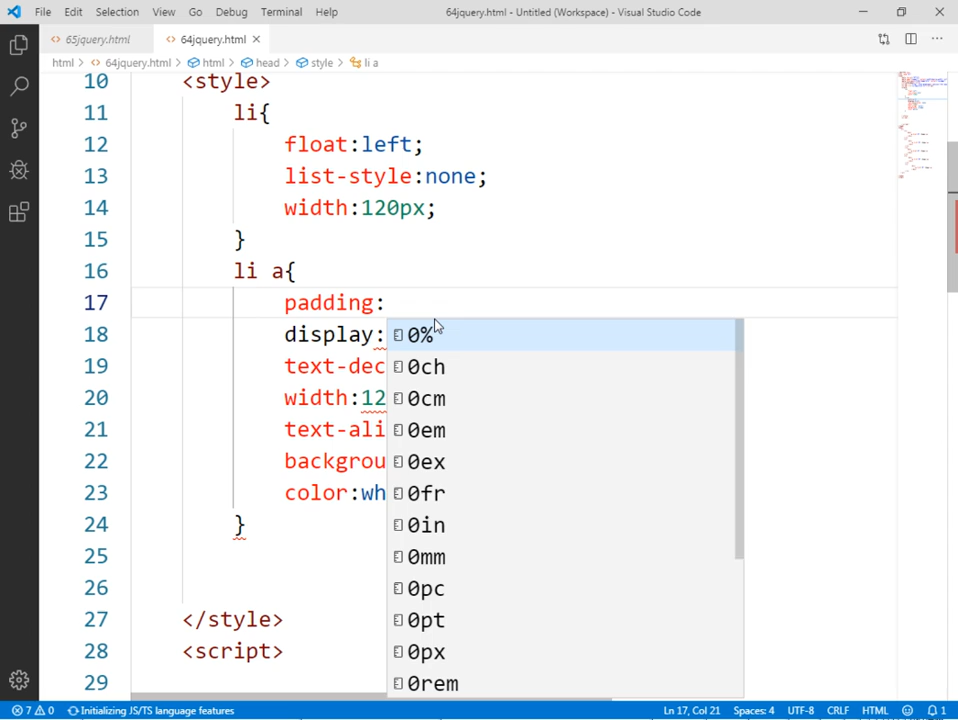 File Edit Selection View Go Debug Terminal Help 64jquery.html - Untitled (Workspace) - Visual Studio Code
65jquery.html 64jquery.html
html > 64jquery.html > html > head > style > li a
10 <style>
11 li{
12 float:left;
13 list-style:none;
14 width:120px;
15 }
16 li a{
17 padding:
18 display:
0%
19 text-dec
0ch
20 width:12
0cm
21 text-ali
0em
22 backgrou
0ex
23 color:wh
0fr
24 }
0in
25
0mm
26
0pc
27 </style>
0pt
28 <script>
0px
29
0rem
7 0 Initializing JS/TS language features Ln 17, Col 21 Spaces: 4 UTF-8 CRLF HTML 1